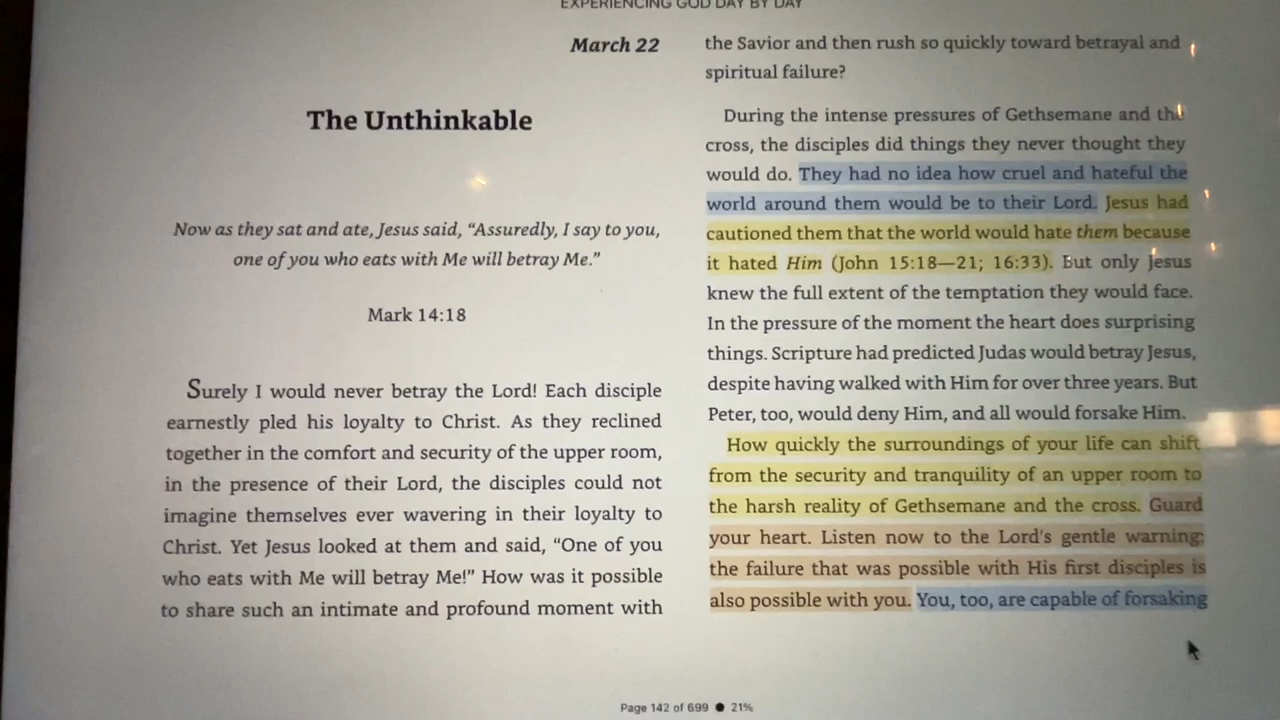 EXPERIENCING GOD DAY BY DAY
March 22
The Unthinkable
Now as they sat and ate, Jesus said, “Assuredly, I say to you,
one of you who eats with Me will betray Me.”
Mark 14:18
Surely I would never betray the Lord! Each disciple
earnestly pled his loyalty to Christ. As they reclined
together in the comfort and security of the upper room,
in the presence of their Lord, the disciples could not
imagine themselves ever wavering in their loyalty to
Christ. Yet Jesus looked at them and said, “One of you
who eats with Me will betray Me!” How was it possible
to share such an intimate and profound moment with
the Savior and then rush so quickly toward betrayal and
spiritual failure?
During the intense pressures of Gethsemane and the
cross, the disciples did things they never thought they
would do. They had no idea how cruel and hateful the
world around them would be to their Lord. Jesus had
cautioned them that the world would hate them because
it hated Him (John 15:18—21; 16:33). But only Jesus
knew the full extent of the temptation they would face.
In the pressure of the moment the heart does surprising
things. Scripture had predicted Judas would betray Jesus,
despite having walked with Him for over three years. But
Peter, too, would deny Him, and all would forsake Him.
How quickly the surroundings of your life can shift
from the security and tranquility of an upper room to
the harsh reality of Gethsemane and the cross. Guard
your heart. Listen now to the Lord's gentle warning:
the failure that was possible with His first disciples is
also possible with you. You, too, are capable of forsaking
Page 142 of 699 ● 21%